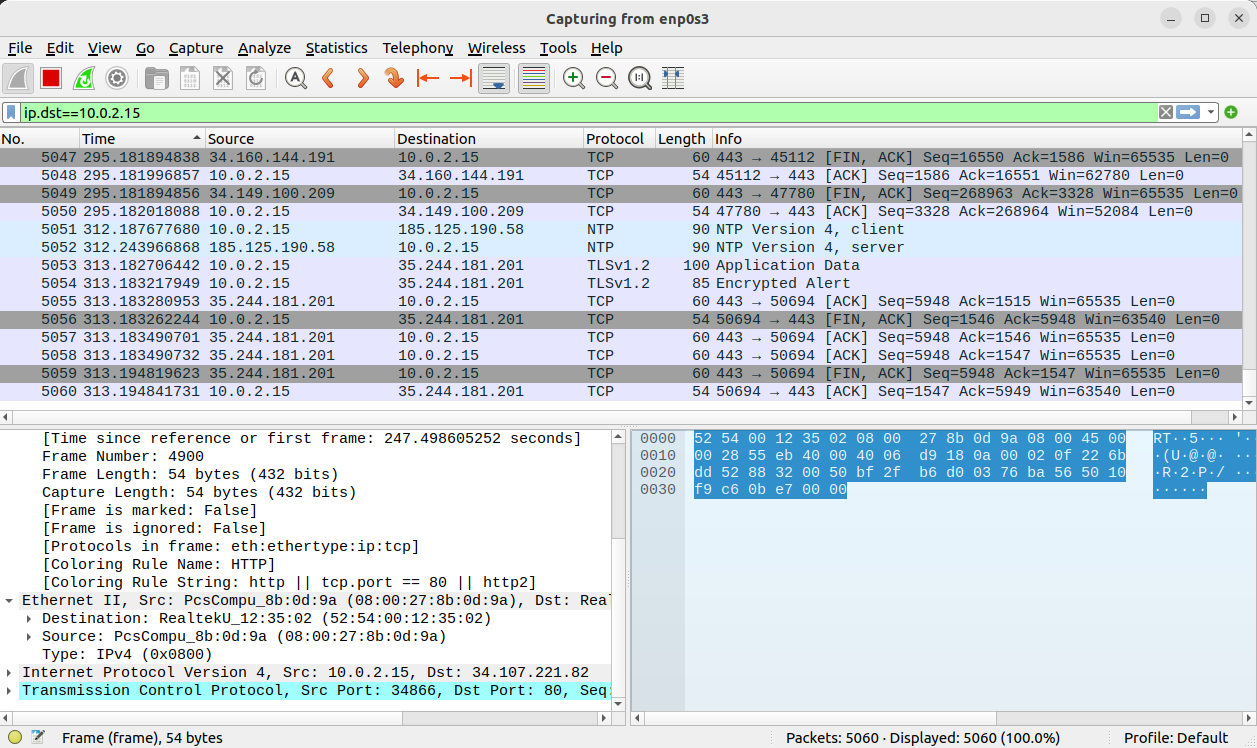 Capturing from enp0s3
File Edit View Go Capture Analyze Statistics Telephony Wireless Tools Help
ip.dst==10.0.2.15
No. Time Source Destination Protocol Length Info
5047 295.181894838 34.160.144.191 10.0.2.15 TCP 60 443 → 45112 [FIN, ACK] Seq=16550 Ack=1586 Win=65535 Len=0
5048 295.181996857 10.0.2.15 34.160.144.191 TCP 54 45112 → 443 [ACK] Seq=1586 Ack=16551 Win=62780 Len=0
5049 295.181894856 34.149.100.209 10.0.2.15 TCP 60 443 → 47780 [FIN, ACK] Seq=268963 Ack=3328 Win=65535 Len=0
5050 295.182018088 10.0.2.15 34.149.100.209 TCP 54 47780 → 443 [ACK] Seq=3328 Ack=268964 Win=52084 Len=0
5051 312.187677680 10.0.2.15 185.125.190.58 NTP 90 NTP Version 4, client
5052 312.243966868 185.125.190.58 10.0.2.15 NTP 90 NTP Version 4, server
5053 313.182706442 10.0.2.15 35.244.181.201 TLSv1.2 100 Application Data
5054 313.183217949 10.0.2.15 35.244.181.201 TLSv1.2 85 Encrypted Alert
5055 313.183280953 35.244.181.201 10.0.2.15 TCP 60 443 → 50694 [ACK] Seq=5948 Ack=1515 Win=65535 Len=0
5056 313.183262244 10.0.2.15 35.244.181.201 TCP 54 50694 → 443 [FIN, ACK] Seq=1546 Ack=5948 Win=63540 Len=0
5057 313.183490701 35.244.181.201 10.0.2.15 TCP 60 443 → 50694 [ACK] Seq=5948 Ack=1546 Win=65535 Len=0
5058 313.183490732 35.244.181.201 10.0.2.15 TCP 60 443 → 50694 [ACK] Seq=5948 Ack=1547 Win=65535 Len=0
5059 313.194819623 35.244.181.201 10.0.2.15 TCP 60 443 → 50694 [FIN, ACK] Seq=5948 Ack=1547 Win=65535 Len=0
5060 313.194841731 10.0.2.15 35.244.181.201 TCP 54 50694 → 443 [ACK] Seq=1547 Ack=5949 Win=63540 Len=0
[Time since reference or first frame: 247.498605252 seconds]
Frame Number: 4900
Frame Length: 54 bytes (432 bits)
Capture Length: 54 bytes (432 bits)
[Frame is marked: False]
[Frame is ignored: False]
[Protocols in frame: eth:ethertype:ip:tcp]
[Coloring Rule Name: HTTP]
[Coloring Rule String: http || tcp.port == 80 || http2]
Ethernet II, Src: PcsCompu_8b:0d:9a (08:00:27:8b:0d:9a), Dst: Real
Destination: RealtekU_12:35:02 (52:54:00:12:35:02)
Source: PcsCompu_8b:0d:9a (08:00:27:8b:0d:9a)
Type: IPv4 (0x0800)
Internet Protocol Version 4, Src: 10.0.2.15, Dst: 34.107.221.82
Transmission Control Protocol, Src Port: 34866, Dst Port: 80, Seq:
0000 52 54 00 12 35 02 08 00 27 8b 0d 9a 08 00 45 00 RT··5··· '··
0010 00 28 55 eb 40 00 40 06 d9 18 0a 00 02 0f 22 6b ·(U·@·@· ····
0020 dd 52 88 32 00 50 bf 2f b6 d0 03 76 ba 56 50 10 ·R·2·P·/ ···
0030 f9 c6 0b e7 00 00 ······
Frame (frame), 54 bytes
Packets: 5060 · Displayed: 5060 (100.0%)
Profile: Default